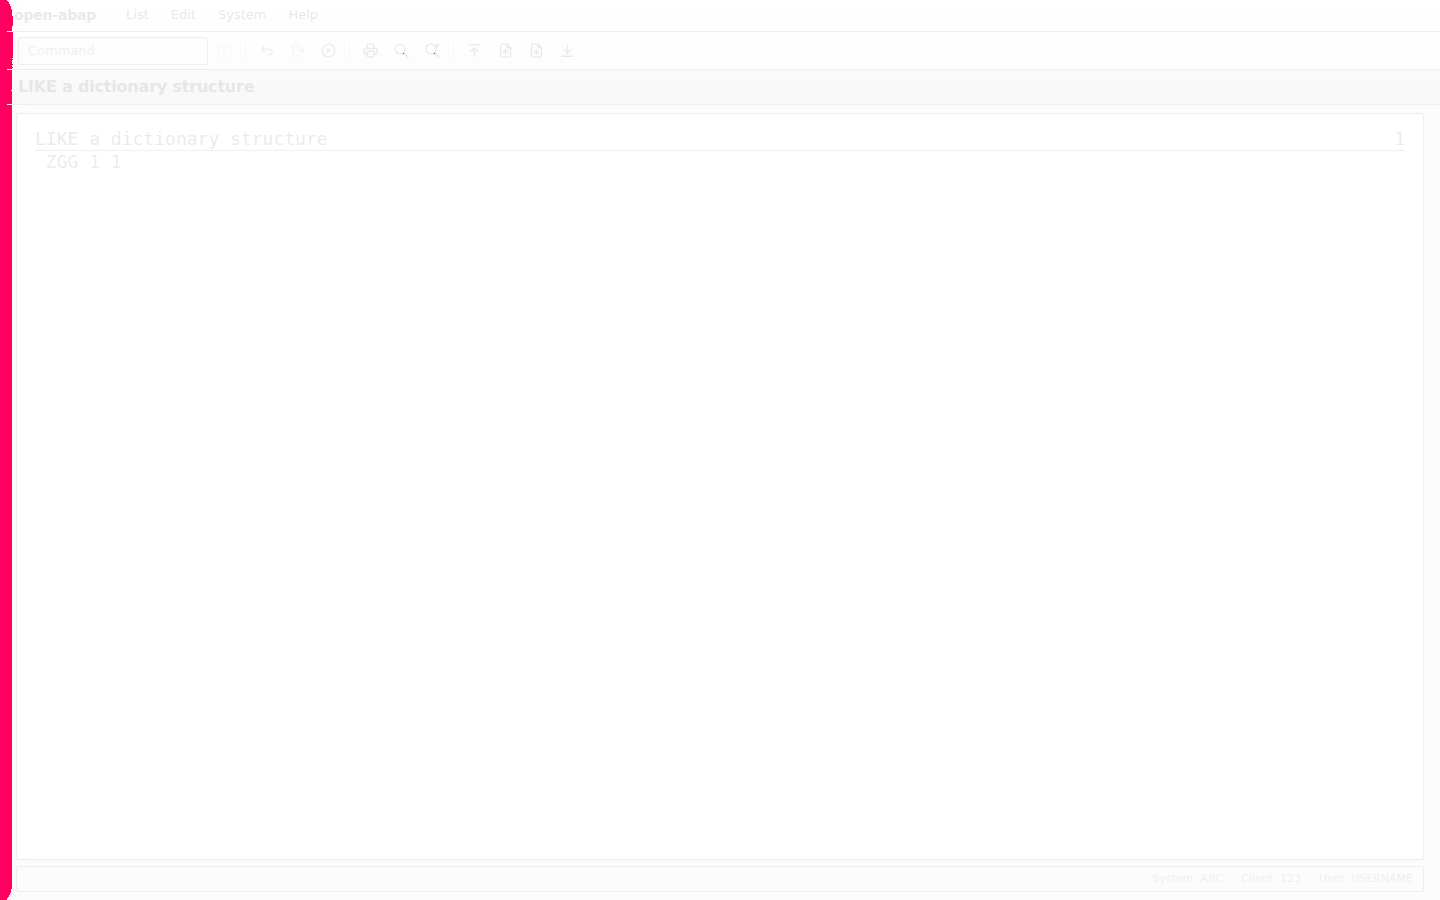 open-abap List Edit System Help
Command
LIKE a dictionary structure
LIKE a dictionary structure 1
ZGG 1 1
System: ABC Client: 123 User: USERNAME